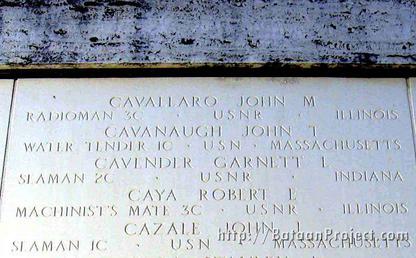 CAVALLARO JOHN M
RADIOMAN 3C · USNR · ILLINOIS
CAVANAUGH JOHN T
WATER TENDER 1C · USN · MASSACHUSETTS
CAVENDER GARNETT L
SEAMAN 2C · USNR · INDIANA
CAYA ROBERT E
MACHINIST'S MATE 3C · USNR · ILLINOIS
CAZALE JOHN J
SEAMAN 1C · USN · MASSACHUSETTS
http://BataanProject.com